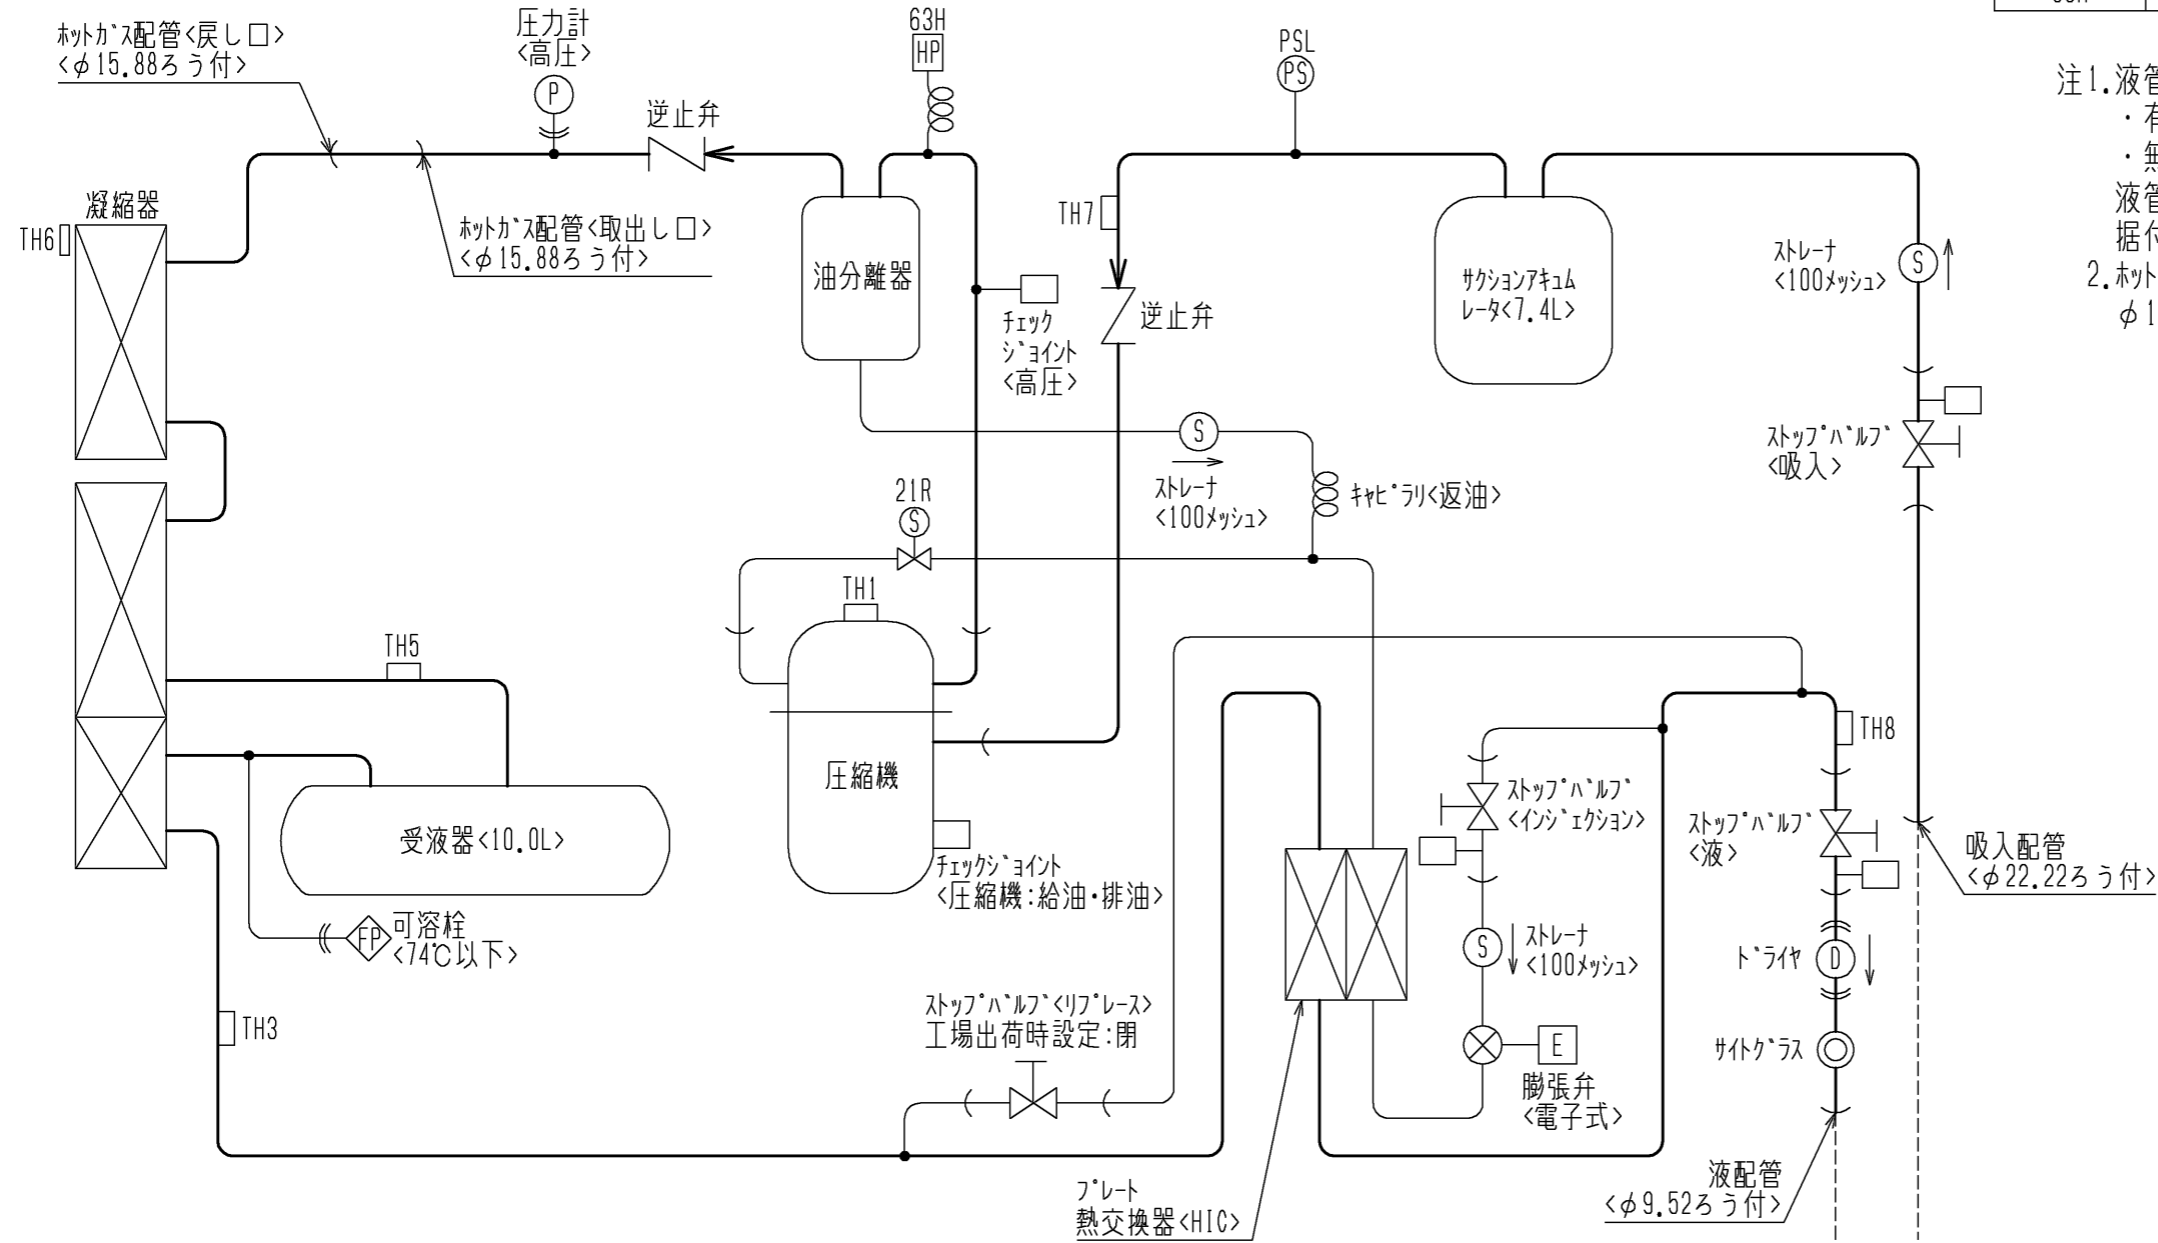 ﾎｯﾄｶﾞｽ配管<戻し口>
<φ15.88ろう付>
圧力計
<高圧>
P
63H
HP
逆止弁
PSL
PS
注1.液管
・有
・無
液管
据付
2.ﾎｯﾄ
φ1
凝縮器
TH6
ﾎｯﾄｶﾞｽ配管<取出し口>
<φ15.88ろう付>
油分離器
TH7
逆止弁
ｻｸｼｮﾝｱｷｭﾑ
ﾚｰﾀ<7.4L>
ｽﾄﾚｰﾅ
<100ﾒｯｼｭ>
S
ﾁｪｯｸ
ｼﾞｮｲﾝﾄ
<高圧>
ｽﾄｯﾌﾟﾊﾞﾙﾌﾞ
<吸入>
S
ｽﾄﾚｰﾅ
<100ﾒｯｼｭ>
ｷｬﾋﾟﾗﾘ<返油>
21R
S
TH1
TH5
圧縮機
受液器<10.0L>
ﾁｪｯｸｼﾞｮｲﾝﾄ
<圧縮機:給油・排油>
ｽﾄｯﾌﾟﾊﾞﾙﾌﾞ
<ｲﾝｼﾞｪｸｼｮﾝ>
TH8
ｽﾄｯﾌﾟﾊﾞﾙﾌﾞ
<液>
吸入配管
<φ22.22ろう付>
FP
可溶栓
<74℃以下>
S
ｽﾄﾚｰﾅ
<100ﾒｯｼｭ>
ﾄﾞﾗｲﾔ
D
TH3
ｽﾄｯﾌﾟﾊﾞﾙﾌﾞ<ﾘﾌﾟﾚｰｽ>
工場出荷時設定:閉
E
膨張弁
<電子式>
ｻｲﾄｸﾞﾗｽ
ﾌﾟﾚｰﾄ
熱交換器<HIC>
液配管
<φ9.52ろう付>